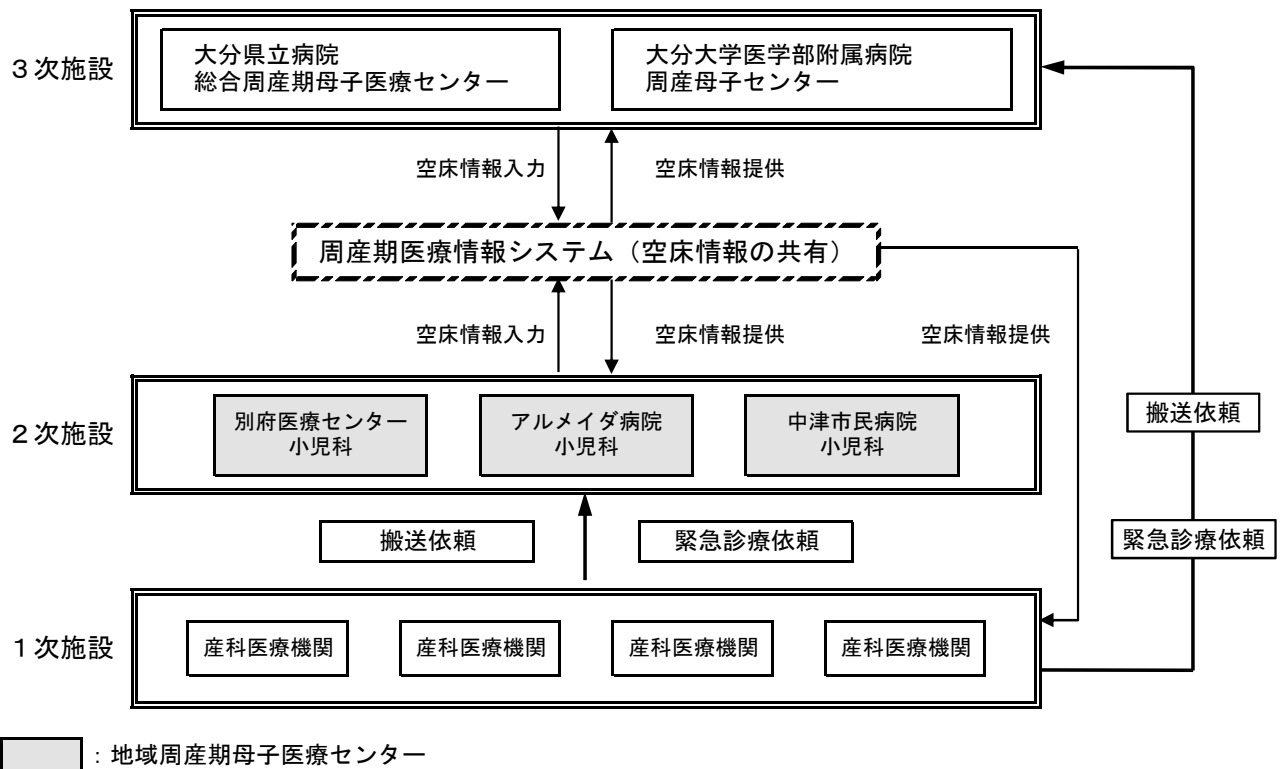 3次施設
大分県立病院
総合周産期母子医療センター
大分大学医学部附属病院
周産母子センター
空床情報入力
空床情報提供
周産期医療情報システム（空床情報の共有）
空床情報入力
空床情報提供
空床情報提供
2次施設
別府医療センター
小児科
アルメイダ病院
小児科
中津市民病院
小児科
搬送依頼
搬送依頼
緊急診療依頼
緊急診療依頼
1次施設
産科医療機関
産科医療機関
産科医療機関
産科医療機関
：地域周産期母子医療センター